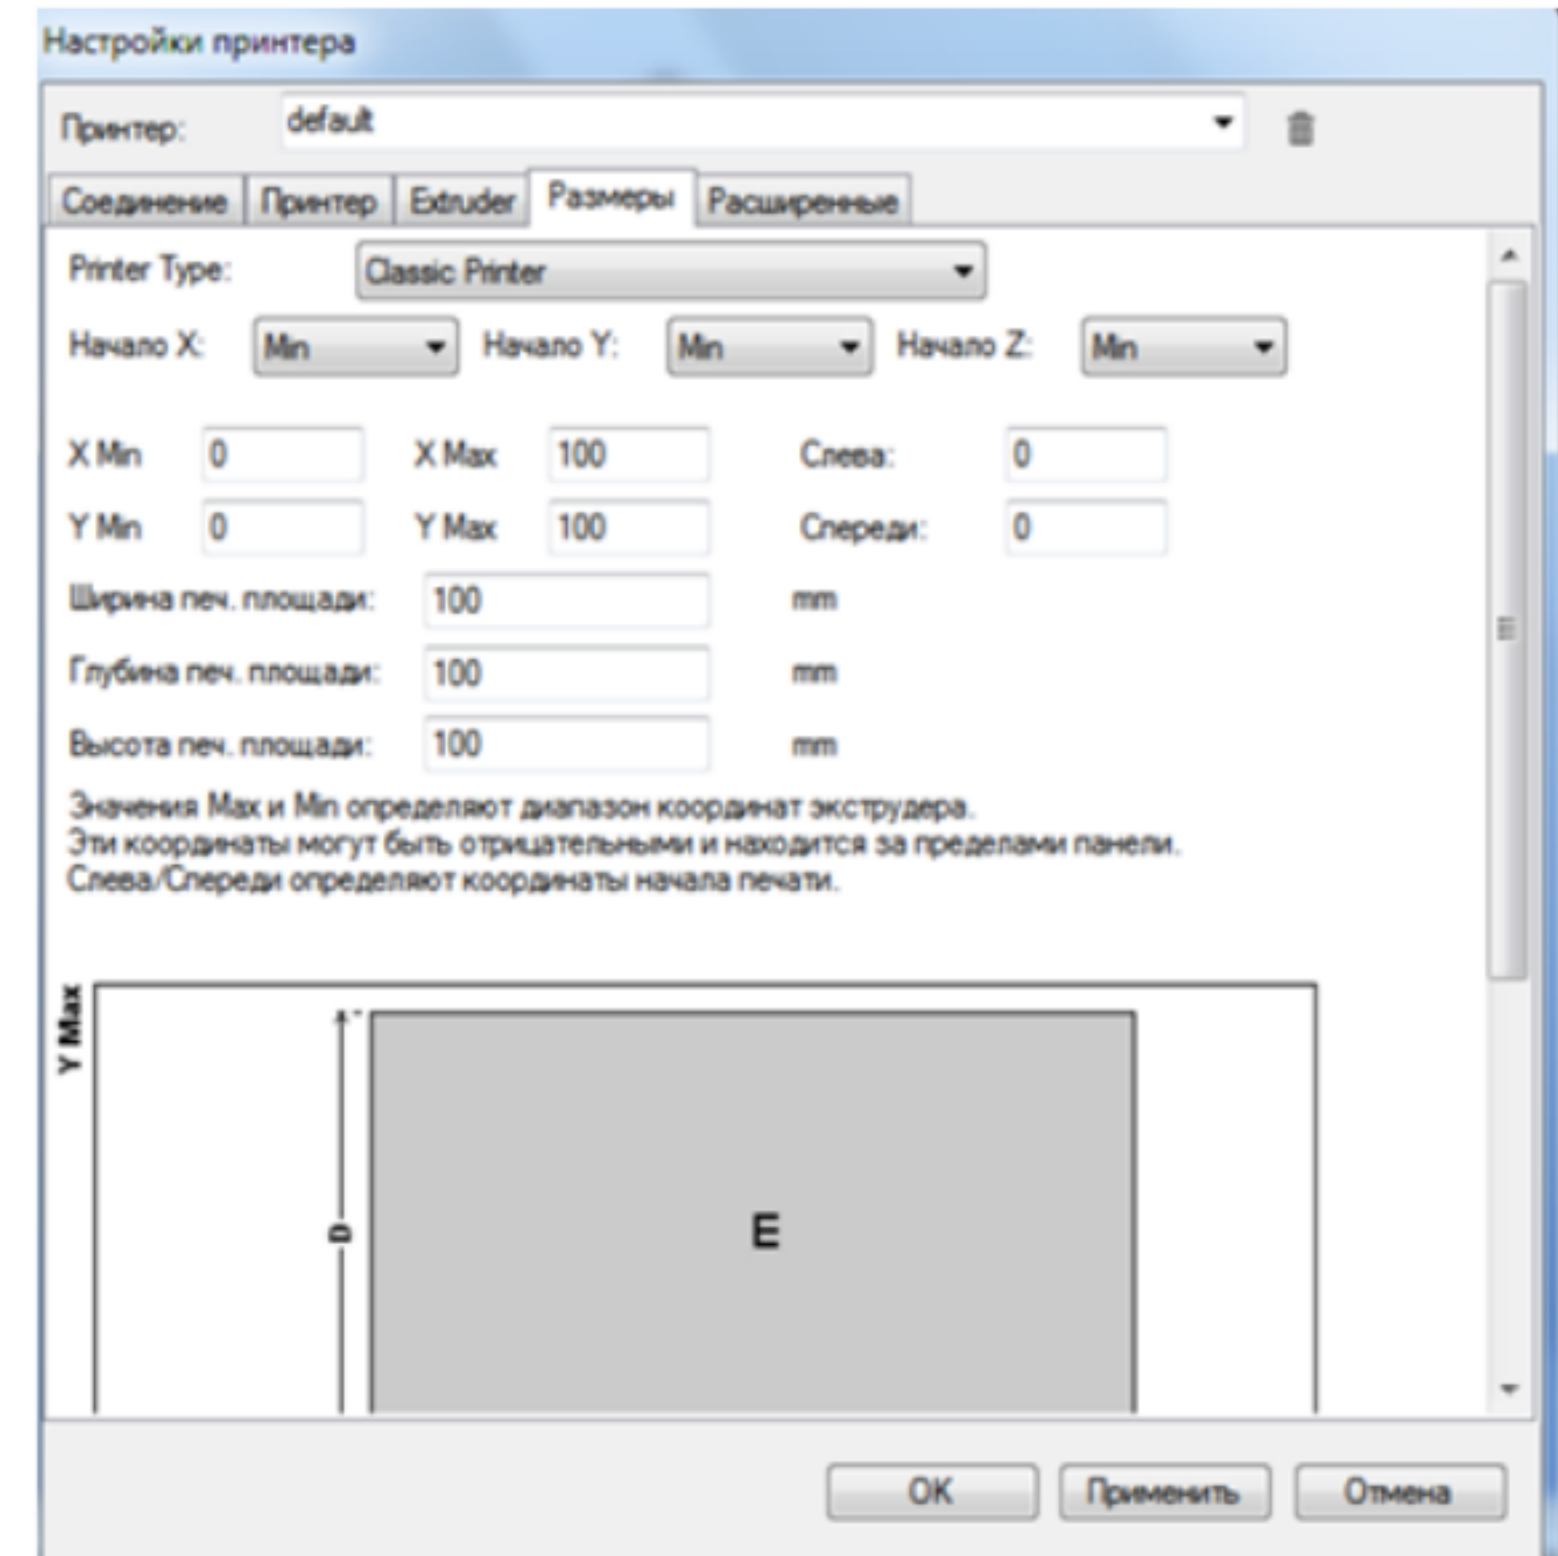 Настройки принтера
Принтер: default
Соединение Принтер Extruder Размеры Расширенные
Printer Type: Classic Printer
Начало X: Min Начало Y: Min Начало Z: Min
X Min 0 X Max 100 Слева: 0
Y Min 0 Y Max 100 Спереди: 0
Ширина печ. площади: 100 mm
Глубина печ. площади: 100 mm
Высота печ. площади: 100 mm
Значения Max и Min определяют диапазон координат экструдера.
Эти координаты могут быть отрицательными и находится за пределами панели.
Слева/Спереди определяют координаты начала печати.
Y Max
D
E
OK Применить Отмена